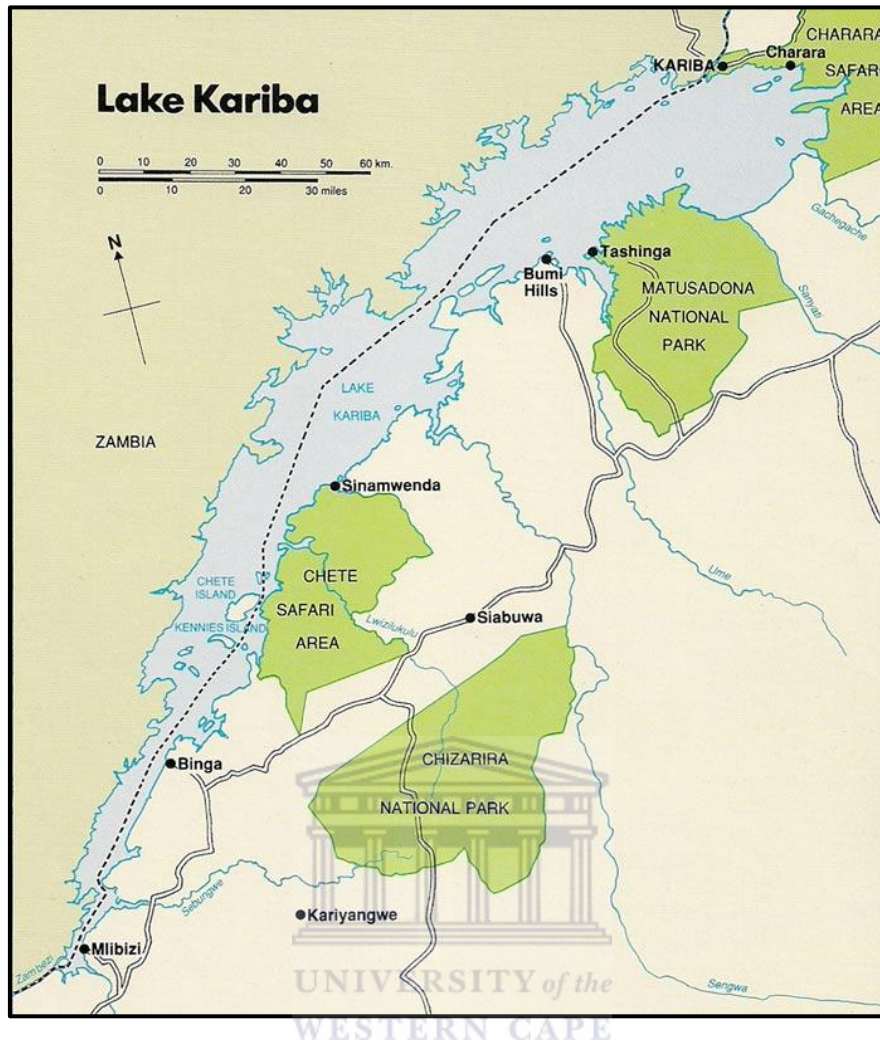 CHARARA
SAFARI
AREA
KARIBA
Charara
Lake Kariba
0 10 20 30 40 50 60 km.
0 10 20 30 miles
N
Gachegache
Tashinga
Bumi
Hills
MATUSADONA
NATIONAL
PARK
Sanyati
LAKE
KARIBA
ZAMBIA
Sinamwenda
CHETE
SAFARI
AREA
CHETE
ISLAND
KENNIES ISLAND
Lwizilukulu
Siabuwa
Ume
Binga
CHIZARIRA
NATIONAL PARK
Sebungwe
Kariyangwe
Mlibizi
Zambezi
Sengwa
UNIVERSITY of the
WESTERN CAPE